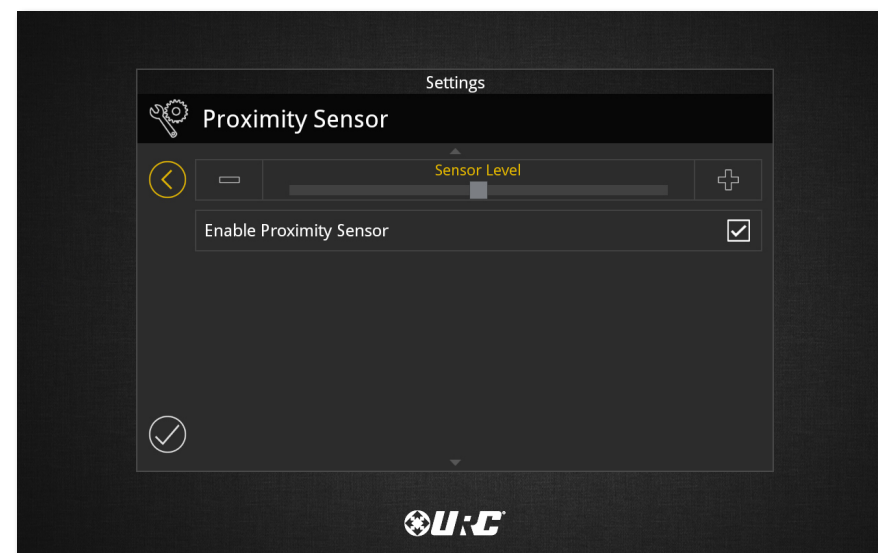 Settings
Proximity Sensor
Sensor Level
Enable Proximity Sensor
URC